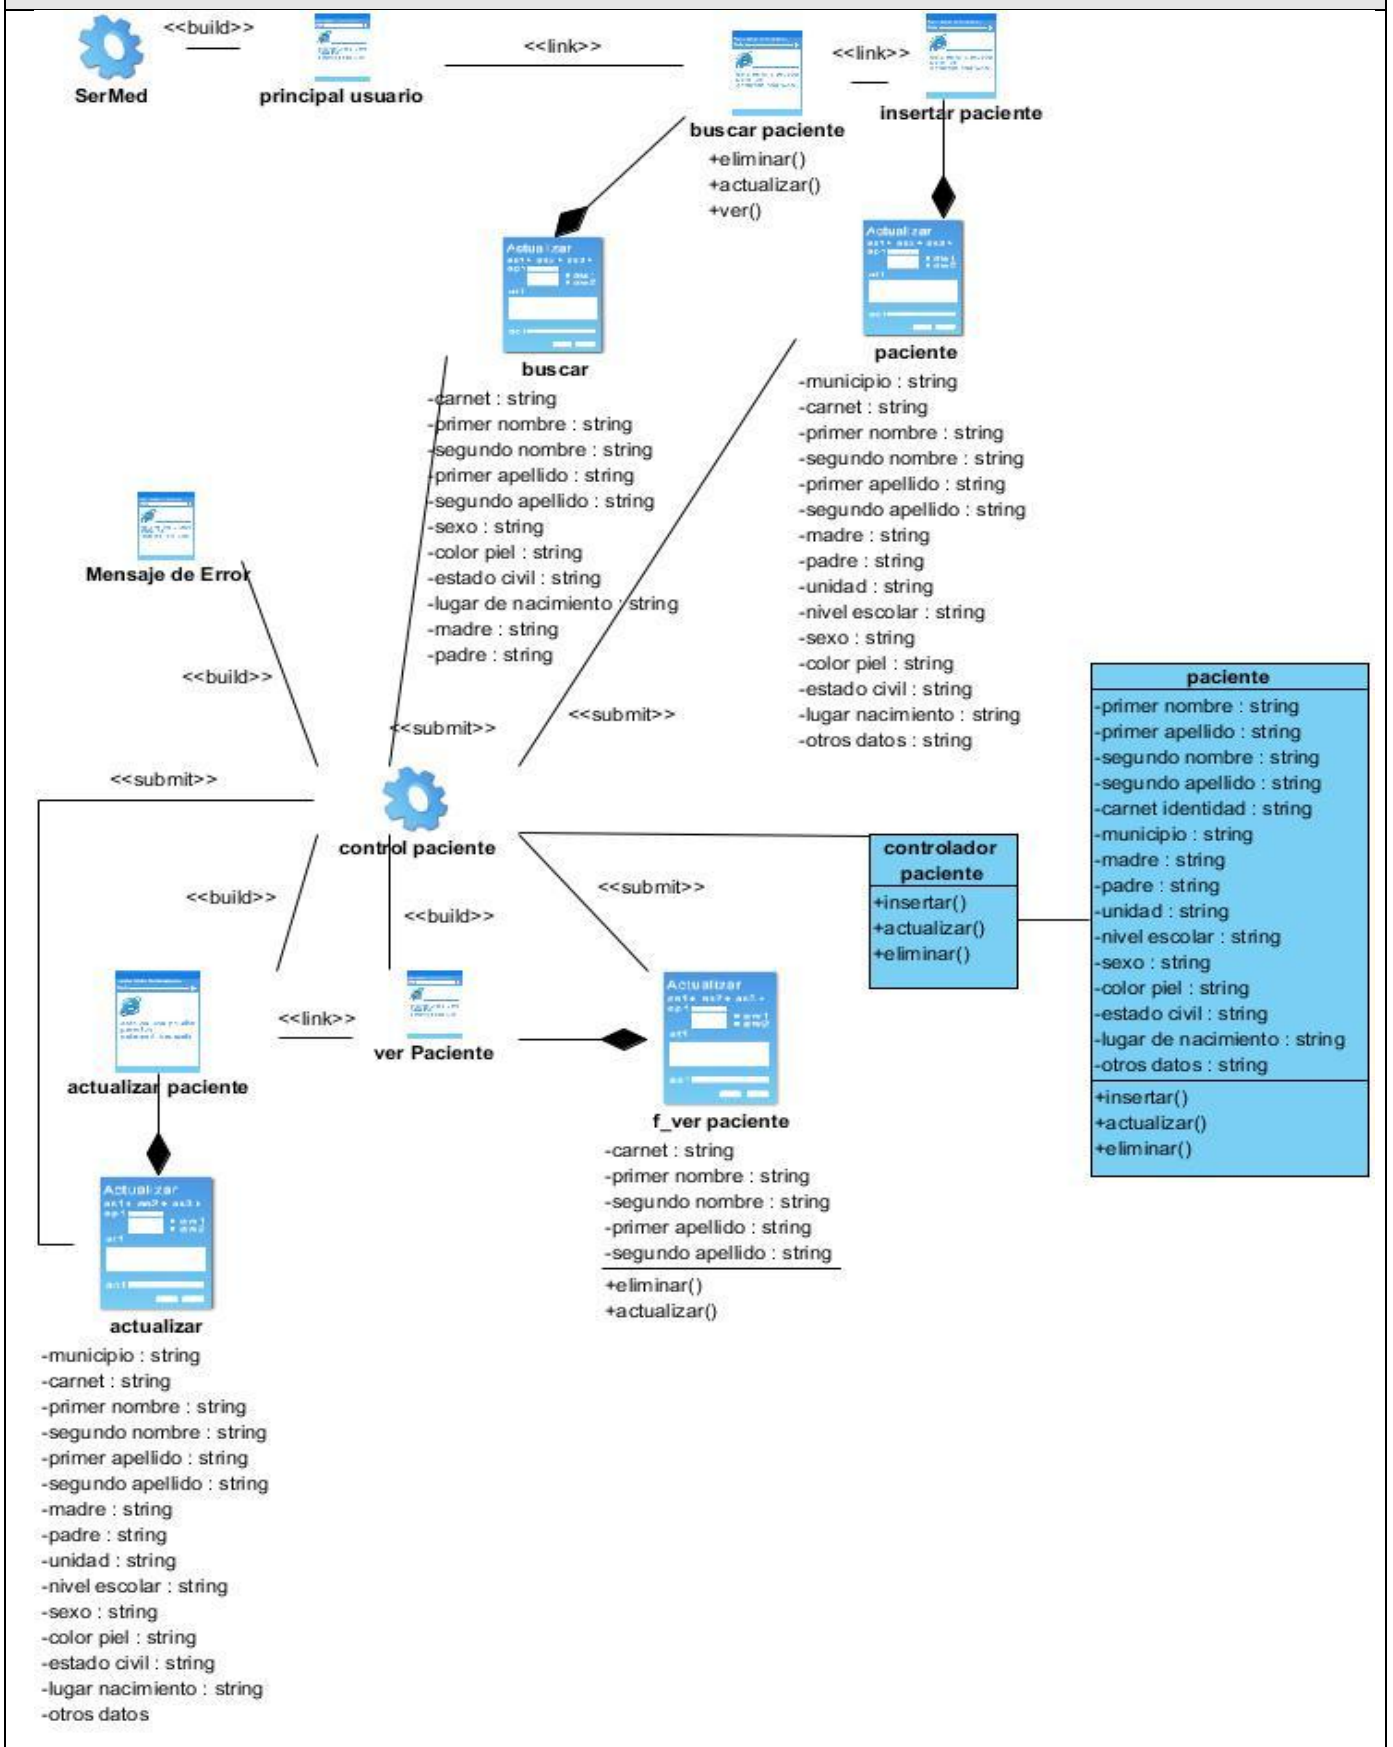 <<build>>
SerMed
principal usuario
<<link>>
<<link>>
buscar paciente
+eliminar()
+actualizar()
+ver()
insertar paciente
Actualizar
buscar
-carnet : string
-primer nombre : string
-segundo nombre : string
-primer apellido : string
-segundo apellido : string
-sexo : string
-color piel : string
-estado civil : string
-lugar de nacimiento : string
-madre : string
-padre : string
Actualizar
paciente
-municipio : string
-carnet : string
-primer nombre : string
-segundo nombre : string
-primer apellido : string
-segundo apellido : string
-madre : string
-padre : string
-unidad : string
-nivel escolar : string
-sexo : string
-color piel : string
-estado civil : string
-lugar nacimiento : string
-otros datos : string
Mensaje de Error
<<build>>
<<submit>>
<<submit>>
<<submit>>
control paciente
<<build>>
<<build>>
<<submit>>
controlador
paciente
+insertar()
+actualizar()
+eliminar()
paciente
-primer nombre : string
-primer apellido : string
-segundo nombre : string
-segundo apellido : string
-carnet identidad : string
-municipio : string
-madre : string
-padre : string
-unidad : string
-nivel escolar : string
-sexo : string
-color piel : string
-estado civil : string
-lugar de nacimiento : string
-otros datos : string
+insertar()
+actualizar()
+eliminar()
actualizar paciente
<<link>>
ver Paciente
Actualizar
f_ver paciente
-carnet : string
-primer nombre : string
-segundo nombre : string
-primer apellido : string
-segundo apellido : string
+eliminar()
+actualizar()
Actualizar
actualizar
-municipio : string
-carnet : string
-primer nombre : string
-segundo nombre : string
-primer apellido : string
-segundo apellido : string
-madre : string
-padre : string
-unidad : string
-nivel escolar : string
-sexo : string
-color piel : string
-estado civil : string
-lugar nacimiento : string
-otros datos